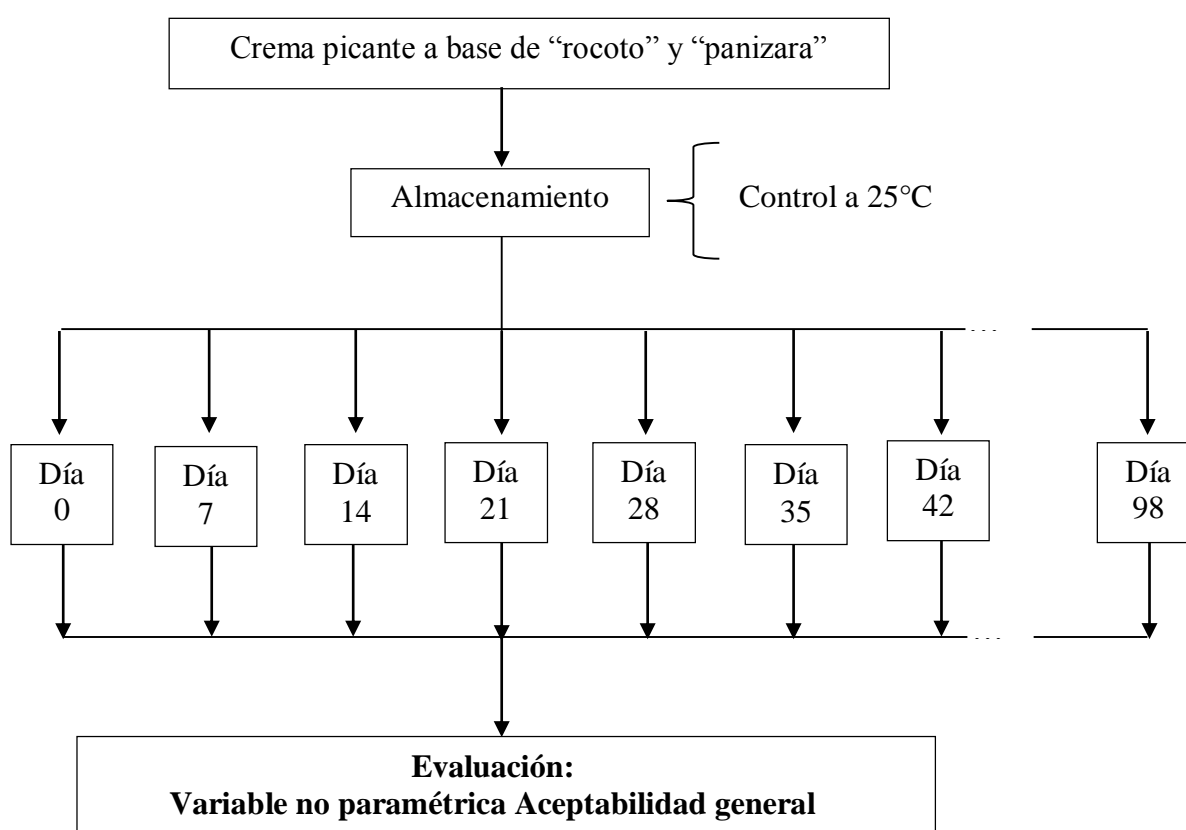 Crema picante a base de “rocoto” y “panizara”
Almacenamiento
Control a 25°C
...
Día
0
Día
7
Día
14
Día
21
Día
28
Día
35
Día
42
Día
98
...
Evaluación:
Variable no paramétrica Aceptabilidad general